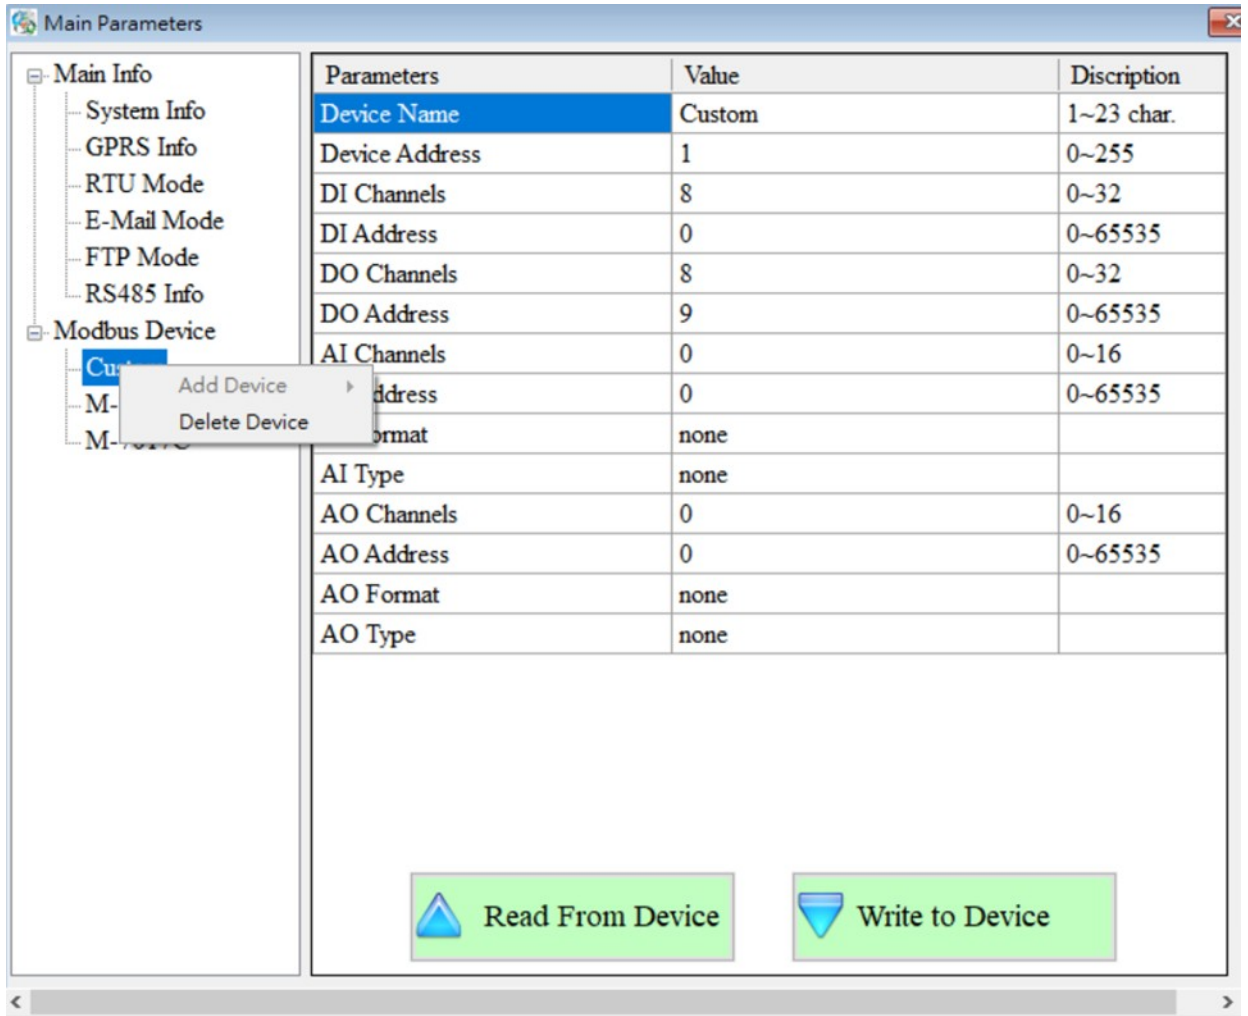 Main Parameters
Main Info
System Info
GPRS Info
RTU Mode
E-Mail Mode
FTP Mode
RS485 Info
Modbus Device
Add Device
Delete Device
Parameters Value Discription
Device Name Custom 1~23 char.
Device Address 1 0~255
DI Channels 8 0~32
DI Address 0 0~65535
DO Channels 8 0~32
DO Address 9 0~65535
AI Channels 0 0~16
0 0~65535
none
AI Type none
AO Channels 0 0~16
AO Address 0 0~65535
AO Format none
AO Type none
Read From Device
Write to Device